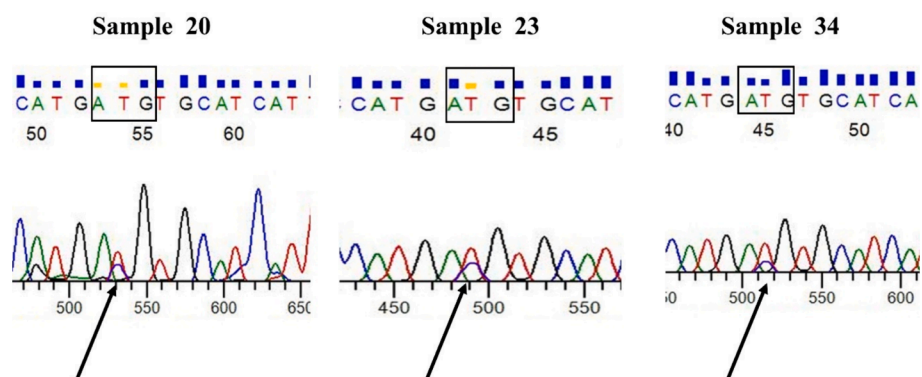 Sample 20
C A T G A T G T G C A T C A T
50 55 60
500 550 600 650
Sample 23
C A T G A T G T G C A T
40 45
450 500 550
Sample 34
C A T G A T G T G C A T C A
40 45 50
50 500 550 600